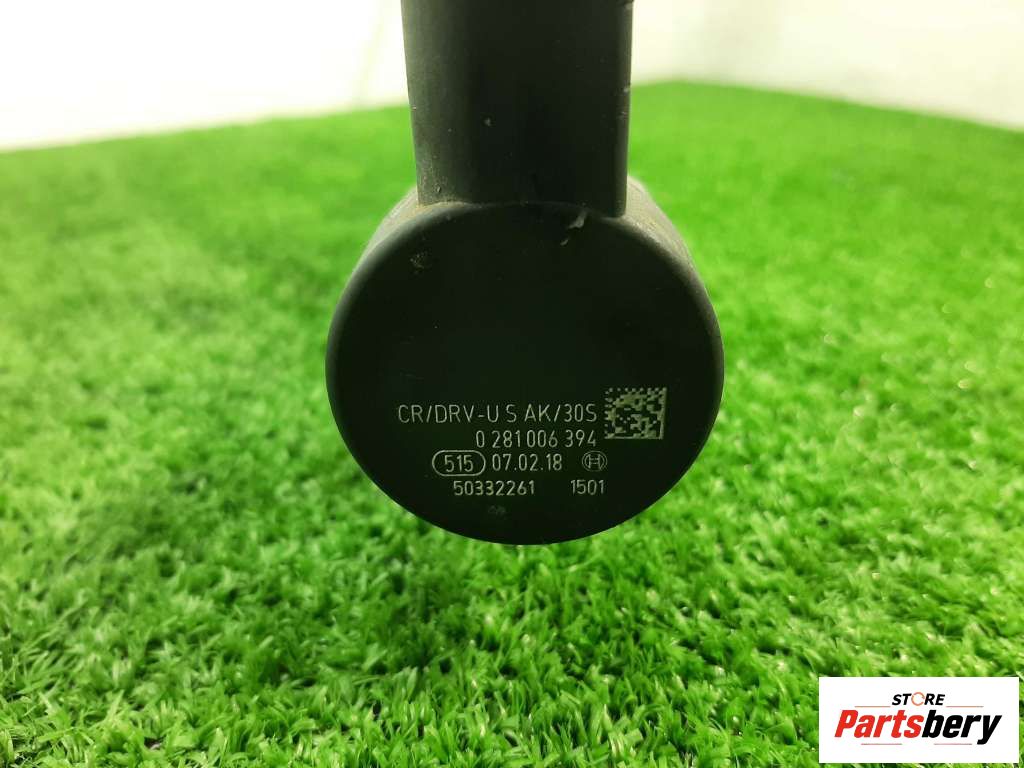 CR/DRV-U S AK/30S
0 281 006 394
515 07.02.18 H
50332261 1501
STORE
Partsbery